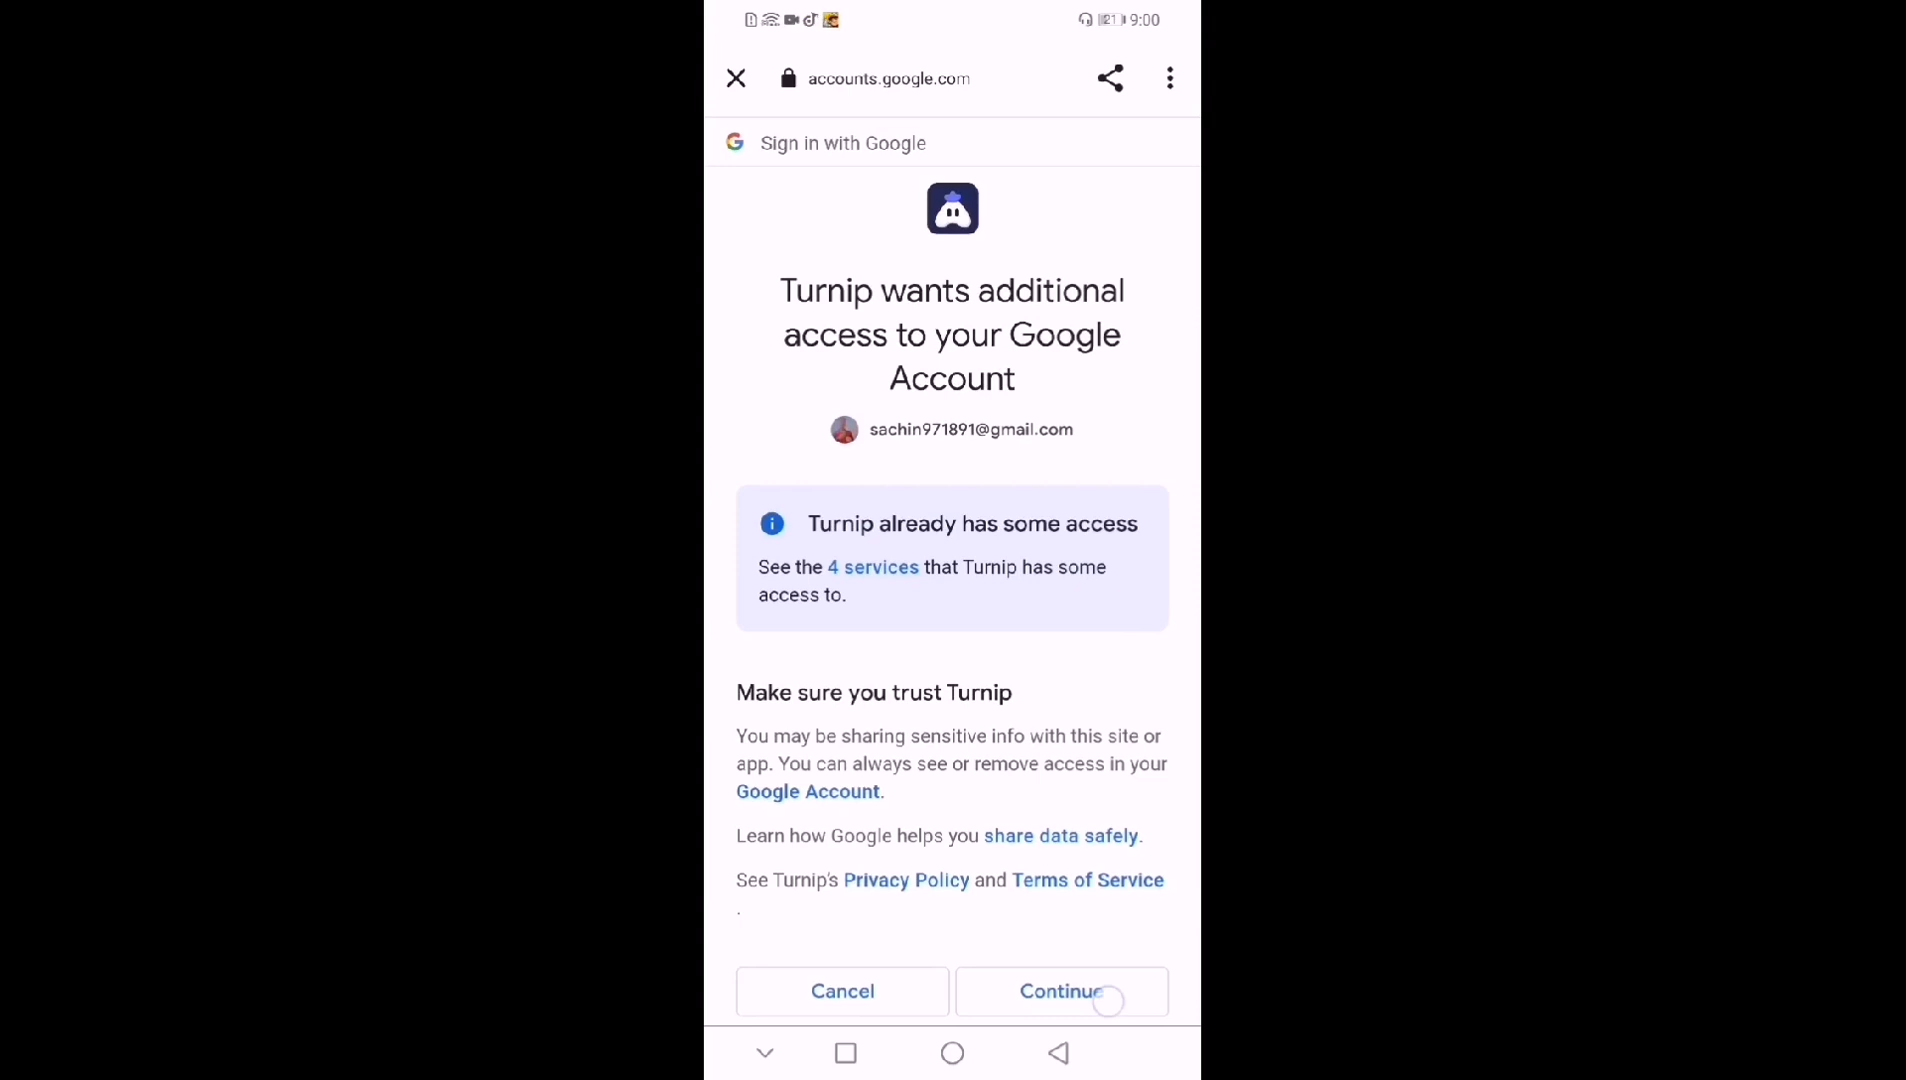 21 9:00
accounts.google.com
Sign in with Google
Turnip wants additional
access to your Google
Account
sachin971891@gmail.com
Turnip already has some access
See the 4 services that Turnip has some
access to.
Make sure you trust Turnip
You may be sharing sensitive info with this site or
app. You can always see or remove access in your
Google Account.
Learn how Google helps you share data safely.
See Turnip's Privacy Policy and Terms of Service
.
Cancel Continue